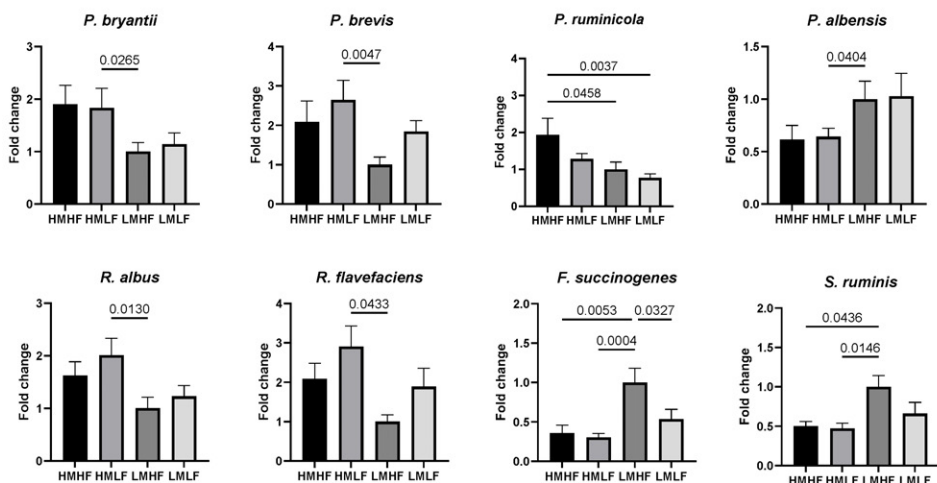 P. bryantii
Fold change
3
2
1
0
0.0265
HMHF HMLF LMHF LMLF
P. brevis
Fold change
4
3
2
1
0
0.0047
HMHF HMLF LMHF LMLF
P. ruminicola
Fold change
4
3
2
1
0
0.0037
0.0458
HMHF HMLF LMHF LMLF
P. albensis
Fold change
1.5
1.0
0.5
0.0
0.0404
HMHF HMLF LMHF LMLF
R. albus
Fold change
3
2
1
0
0.0130
HMHF HMLF LMHF LMLF
R. flavefaciens
Fold change
4
3
2
1
0
0.0433
HMHF HMLF LMHF LMLF
F. succinogenes
Fold change
2.0
1.5
1.0
0.5
0.0
0.0053 0.0327
0.0004
HMHF HMLF LMHF LMLF
S. ruminis
Fold change
2.0
1.5
1.0
0.5
0.0
0.0436
0.0146
HMHF HMLF LMHF LMLF